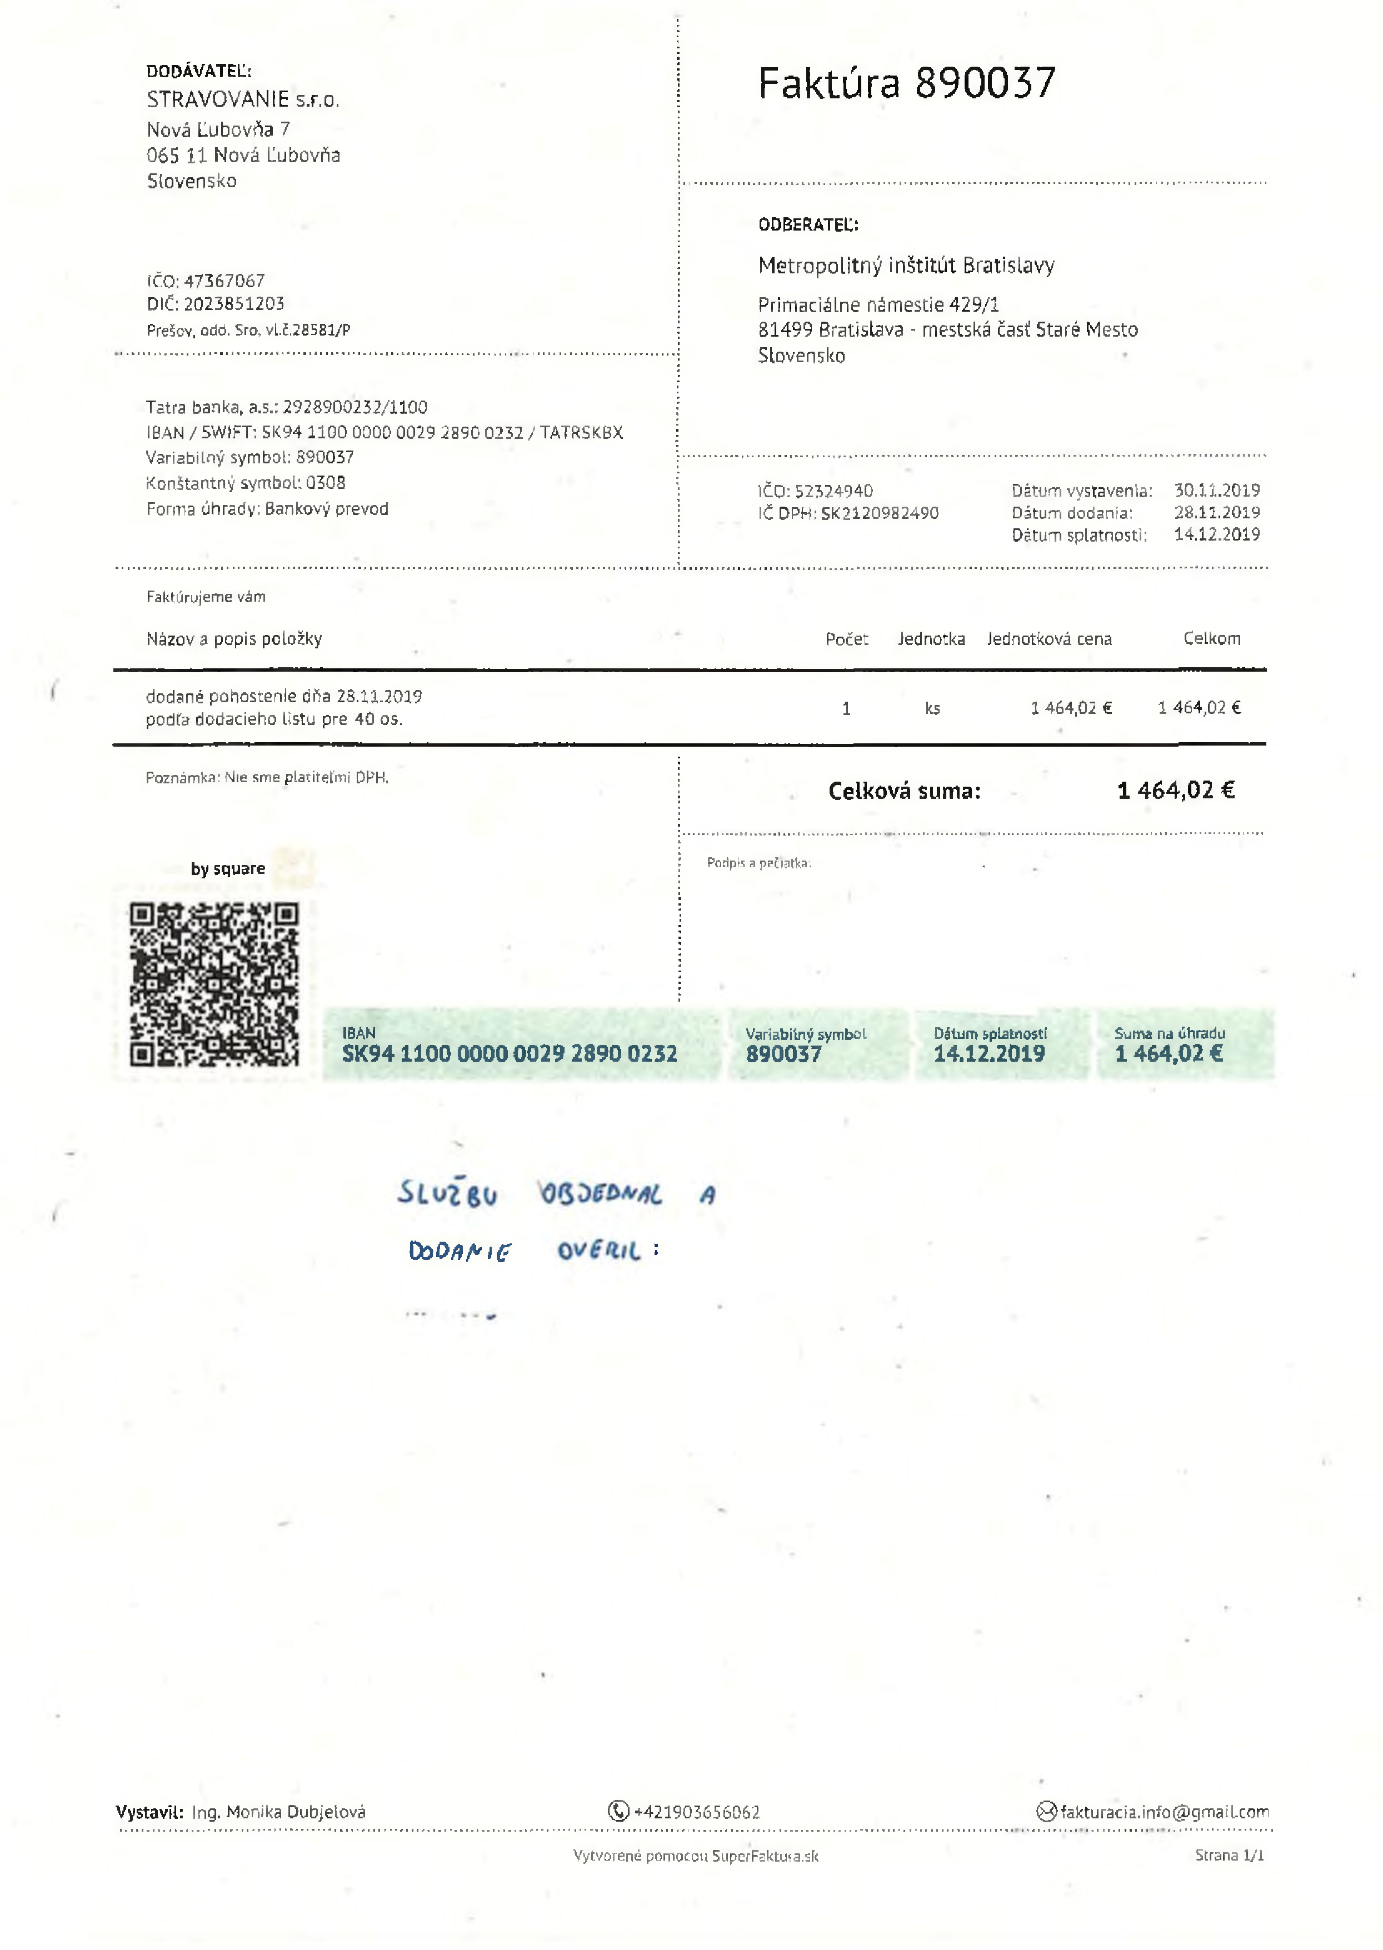 DODÁVATEĽ:
STRAVOVANIE s.r.o.
Nová Ľubovňa 7
065 11 Nová Ľubovňa
Slovensko
IČO: 47367067
DIČ: 2023851203
Prešov, odd. Sro, vl.č.28581/P
Tatra banka, a.s.: 2928900232/1100
IBAN / SWIFT: SK94 1100 0000 0029 2890 0232 / TATRSKBX
Variabilný symbol: 890037
Konštantný symbol: 0308
Forma úhrady: Bankový prevod
Faktúra 890037
ODBERATEĽ:
Metropolitný inštitút Bratislavy
Primaciálne námestie 429/1
81499 Bratislava - mestská časť Staré Mesto
Slovensko
IČO: 52324940
IČ DPH: SK2120982490
Dátum vystavenia: 30.11.2019
Dátum dodania: 28.11.2019
Dátum splatnosti: 14.12.2019
Faktúrujeme vám
Názov a popis položky Počet Jednotka Jednotková cena Celkom
dodané pohostenie dňa 28.11.2019
podľa dodacieho listu pre 40 os.
1 ks 1 464,02 € 1 464,02 €
Poznámka: Nie sme platiteľmi DPH.
Celková suma: 1 464,02 €
Podpis a pečiatka:
by square
IBAN
SK94 1100 0000 0029 2890 0232
Variabilný symbol
890037
Dátum splatnosti
14.12.2019
Suma na úhradu
1 464,02 €
SLUŽBU OBJEDNAL A
DODANIE OVERIL:
Vystavil: Ing. Monika Dubjelová +421903656062 fakturacia.info@gmail.com
Vytvorené pomocou SuperFaktura.sk Strana 1/1